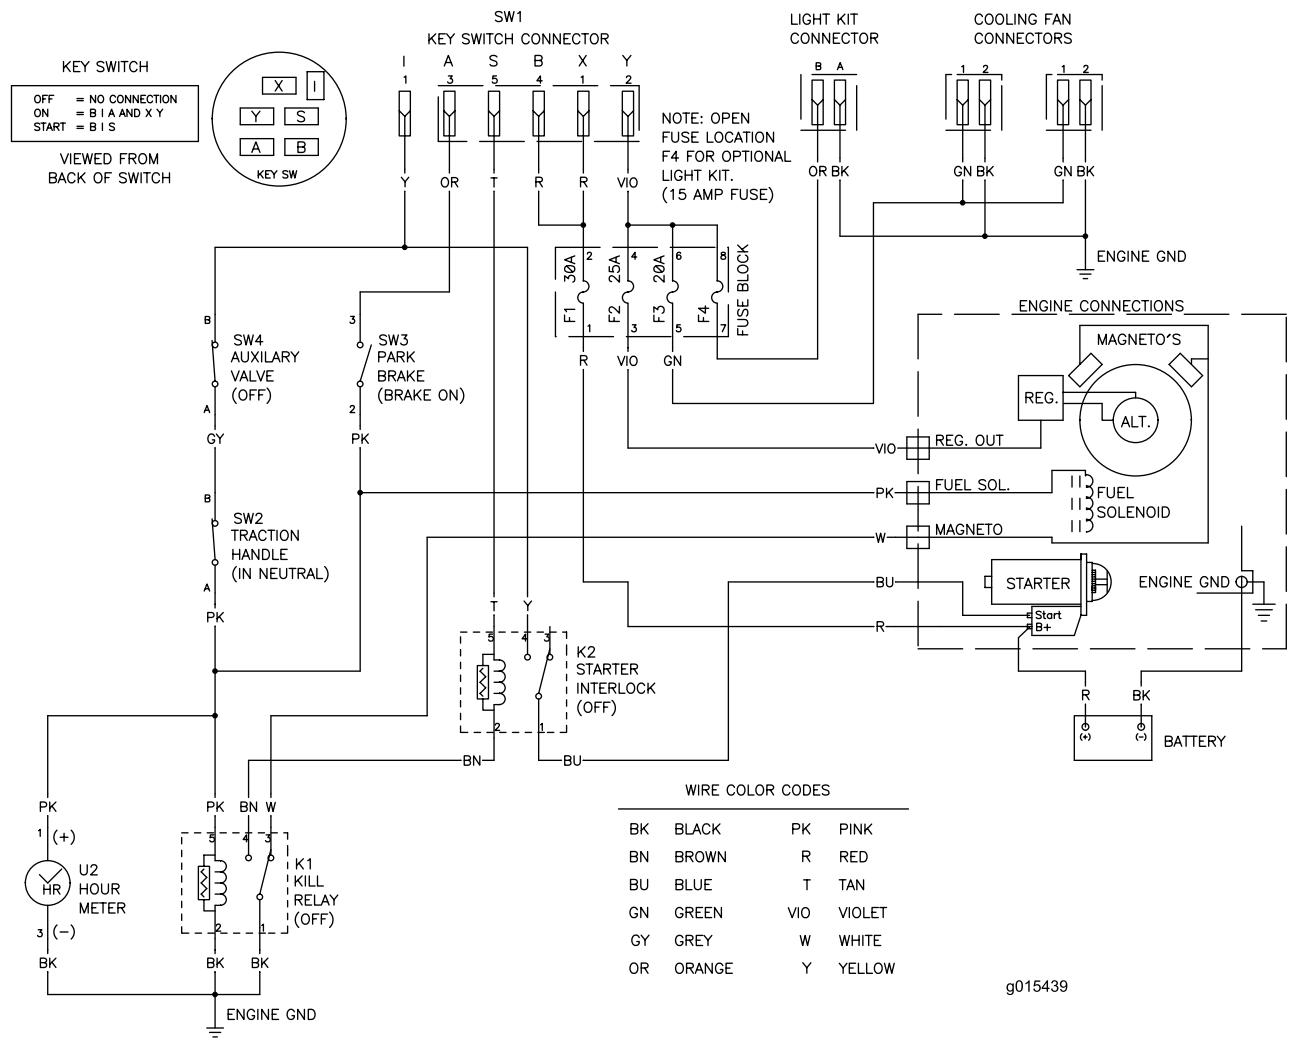 SW1
KEY SWITCH CONNECTOR
I A S B X Y
1 3 5 4 1 2
Y OR T R R VIO
KEY SWITCH
OFF = NO CONNECTION
ON = B I A AND X Y
START = B I S
VIEWED FROM
BACK OF SWITCH
X I
Y S
A B
KEY SW
NOTE: OPEN
FUSE LOCATION
F4 FOR OPTIONAL
LIGHT KIT.
(15 AMP FUSE)
LIGHT KIT
CONNECTOR
B A
OR BK
COOLING FAN
CONNECTORS
1 2 1 2
GN BK GN BK
ENGINE GND
2 4 6 8
30A 25A 20A
F1 F2 F3 F4
1 3 5 7
FUSE BLOCK
R VIO GN
B
SW4
AUXILARY
VALVE
(OFF)
A
GY
3
SW3
PARK
BRAKE
(BRAKE ON)
2
PK
B
SW2
TRACTION
HANDLE
(IN NEUTRAL)
A
PK
ENGINE CONNECTIONS
MAGNETO'S
REG.
ALT.
VIO REG. OUT
PK FUEL SOL.
FUEL
SOLENOID
W MAGNETO
BU
STARTER
ENGINE GND
Start
R B+
R BK
(+) (-)
BATTERY
T Y
5 4 3
K2
STARTER
INTERLOCK
(OFF)
2 1
BN BU
PK PK BN W
1 (+)
HR
U2
HOUR
METER
3 (-)
BK
5 4 3
K1
KILL
RELAY
(OFF)
2 1
BK BK
ENGINE GND
WIRE COLOR CODES
BK BLACK PK PINK
BN BROWN R RED
BU BLUE T TAN
GN GREEN VIO VIOLET
GY GREY W WHITE
OR ORANGE Y YELLOW
g015439